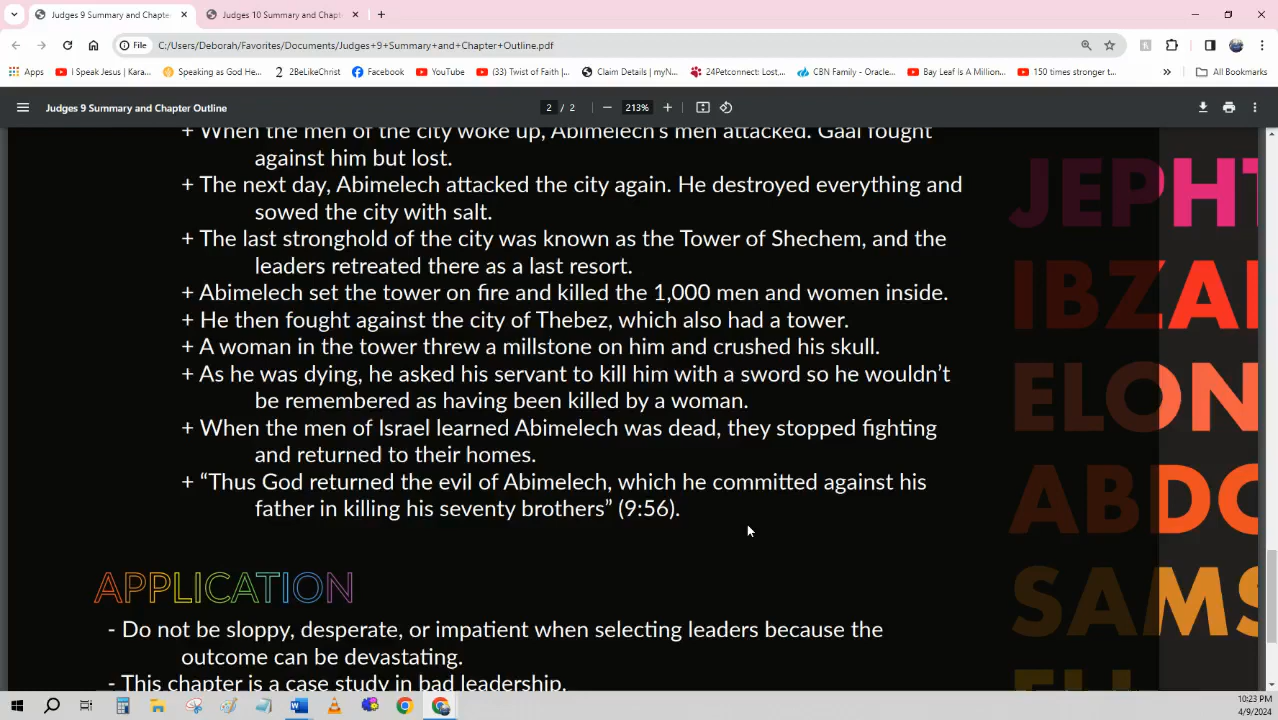 Judges 9 Summary and Chapte
Judges 10 Summary and Chapt
File
C:/Users/Deborah/Favorites/Documents/Judges+9+Summary+and+Chapter+Outline.pdf
Apps
I Speak Jesus | Kara...
Speaking as God He...
2BeLikeChrist
Facebook
YouTube
(33) Twist of Faith |...
Claim Details | myN...
24Petconnect: Lost,...
CBN Family - Oracle...
Bay Leaf Is A Million...
150 times stronger t...
All Bookmarks
Judges 9 Summary and Chapter Outline
2 / 2
213%
+ When the men of the city woke up, Abimelech's men attacked. Gaal fought
against him but lost.
+ The next day, Abimelech attacked the city again. He destroyed everything and
sowed the city with salt.
+ The last stronghold of the city was known as the Tower of Shechem, and the
leaders retreated there as a last resort.
+ Abimelech set the tower on fire and killed the 1,000 men and women inside.
+ He then fought against the city of Thebez, which also had a tower.
+ A woman in the tower threw a millstone on him and crushed his skull.
+ As he was dying, he asked his servant to kill him with a sword so he wouldn't
be remembered as having been killed by a woman.
+ When the men of Israel learned Abimelech was dead, they stopped fighting
and returned to their homes.
+ “Thus God returned the evil of Abimelech, which he committed against his
father in killing his seventy brothers” (9:56).
APPLICATION
- Do not be sloppy, desperate, or impatient when selecting leaders because the
outcome can be devastating.
- This chapter is a case study in bad leadership.
JEPHT
IBZA
ELON
ABDO
SAMS
10:23 PM
4/9/2024